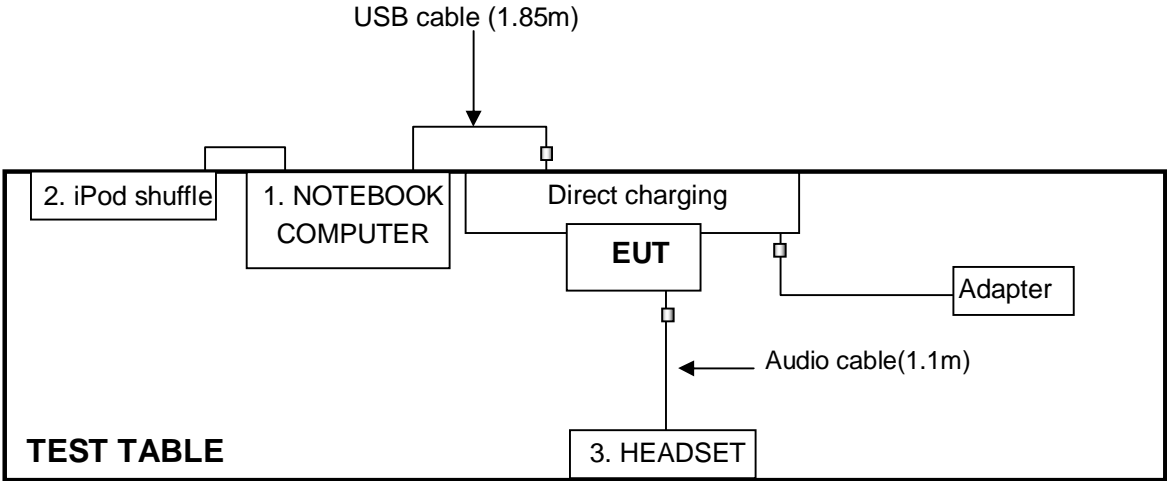 USB cable (1.85m)
2. iPod shuffle
1. NOTEBOOK
COMPUTER
Direct charging
EUT
Adapter
Audio cable(1.1m)
TEST TABLE
3. HEADSET